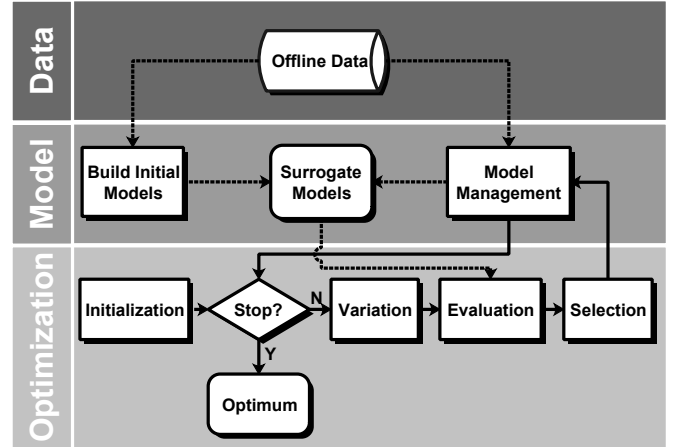 Data
Offline Data
Model
Build Initial
Models
Surrogate
Models
Model
Management
Optimization
Initialization
Stop?
N
Variation
Evaluation
Selection
Y
Optimum